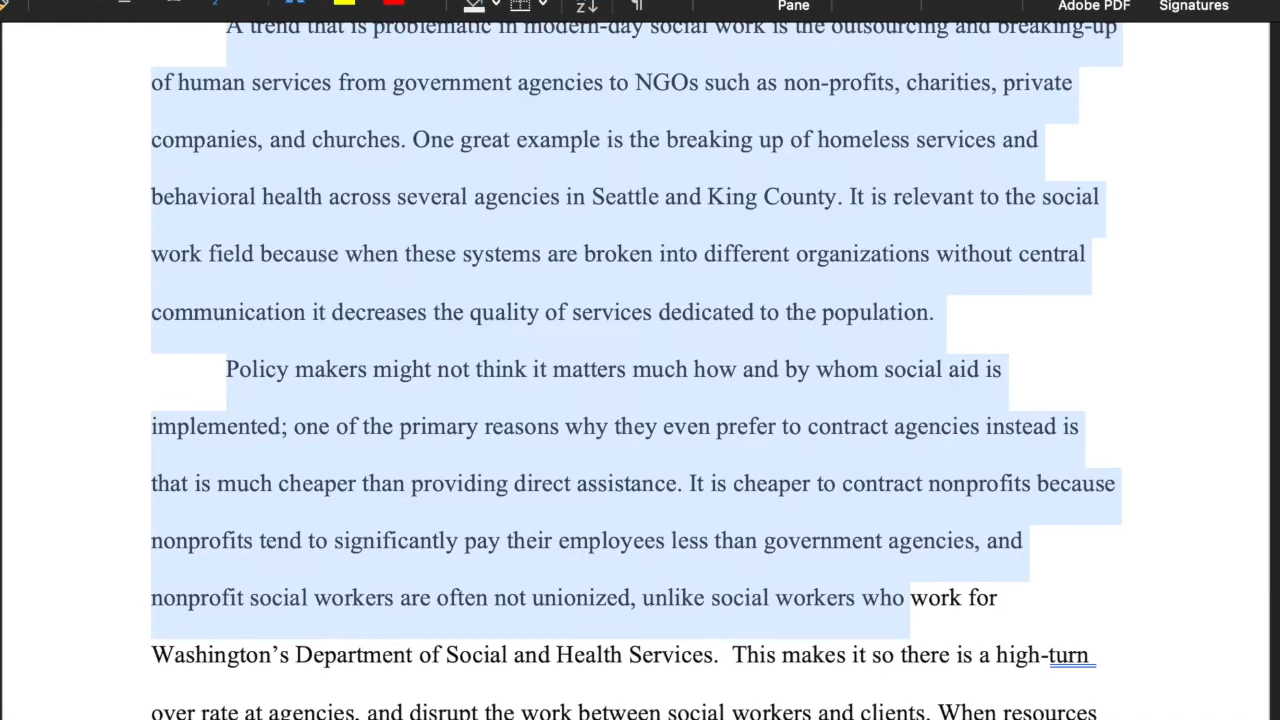 Pane
Adobe PDF
Signatures
A trend that is problematic in modern-day social work is the outsourcing and breaking-up
of human services from government agencies to NGOs such as non-profits, charities, private
companies, and churches. One great example is the breaking up of homeless services and
behavioral health across several agencies in Seattle and King County. It is relevant to the social
work field because when these systems are broken into different organizations without central
communication it decreases the quality of services dedicated to the population.
Policy makers might not think it matters much how and by whom social aid is
implemented; one of the primary reasons why they even prefer to contract agencies instead is
that is much cheaper than providing direct assistance. It is cheaper to contract nonprofits because
nonprofits tend to significantly pay their employees less than government agencies, and
nonprofit social workers are often not unionized, unlike social workers who work for
Washington’s Department of Social and Health Services.  This makes it so there is a high-turn
over rate at agencies, and disrupt the work between social workers and clients. When resources